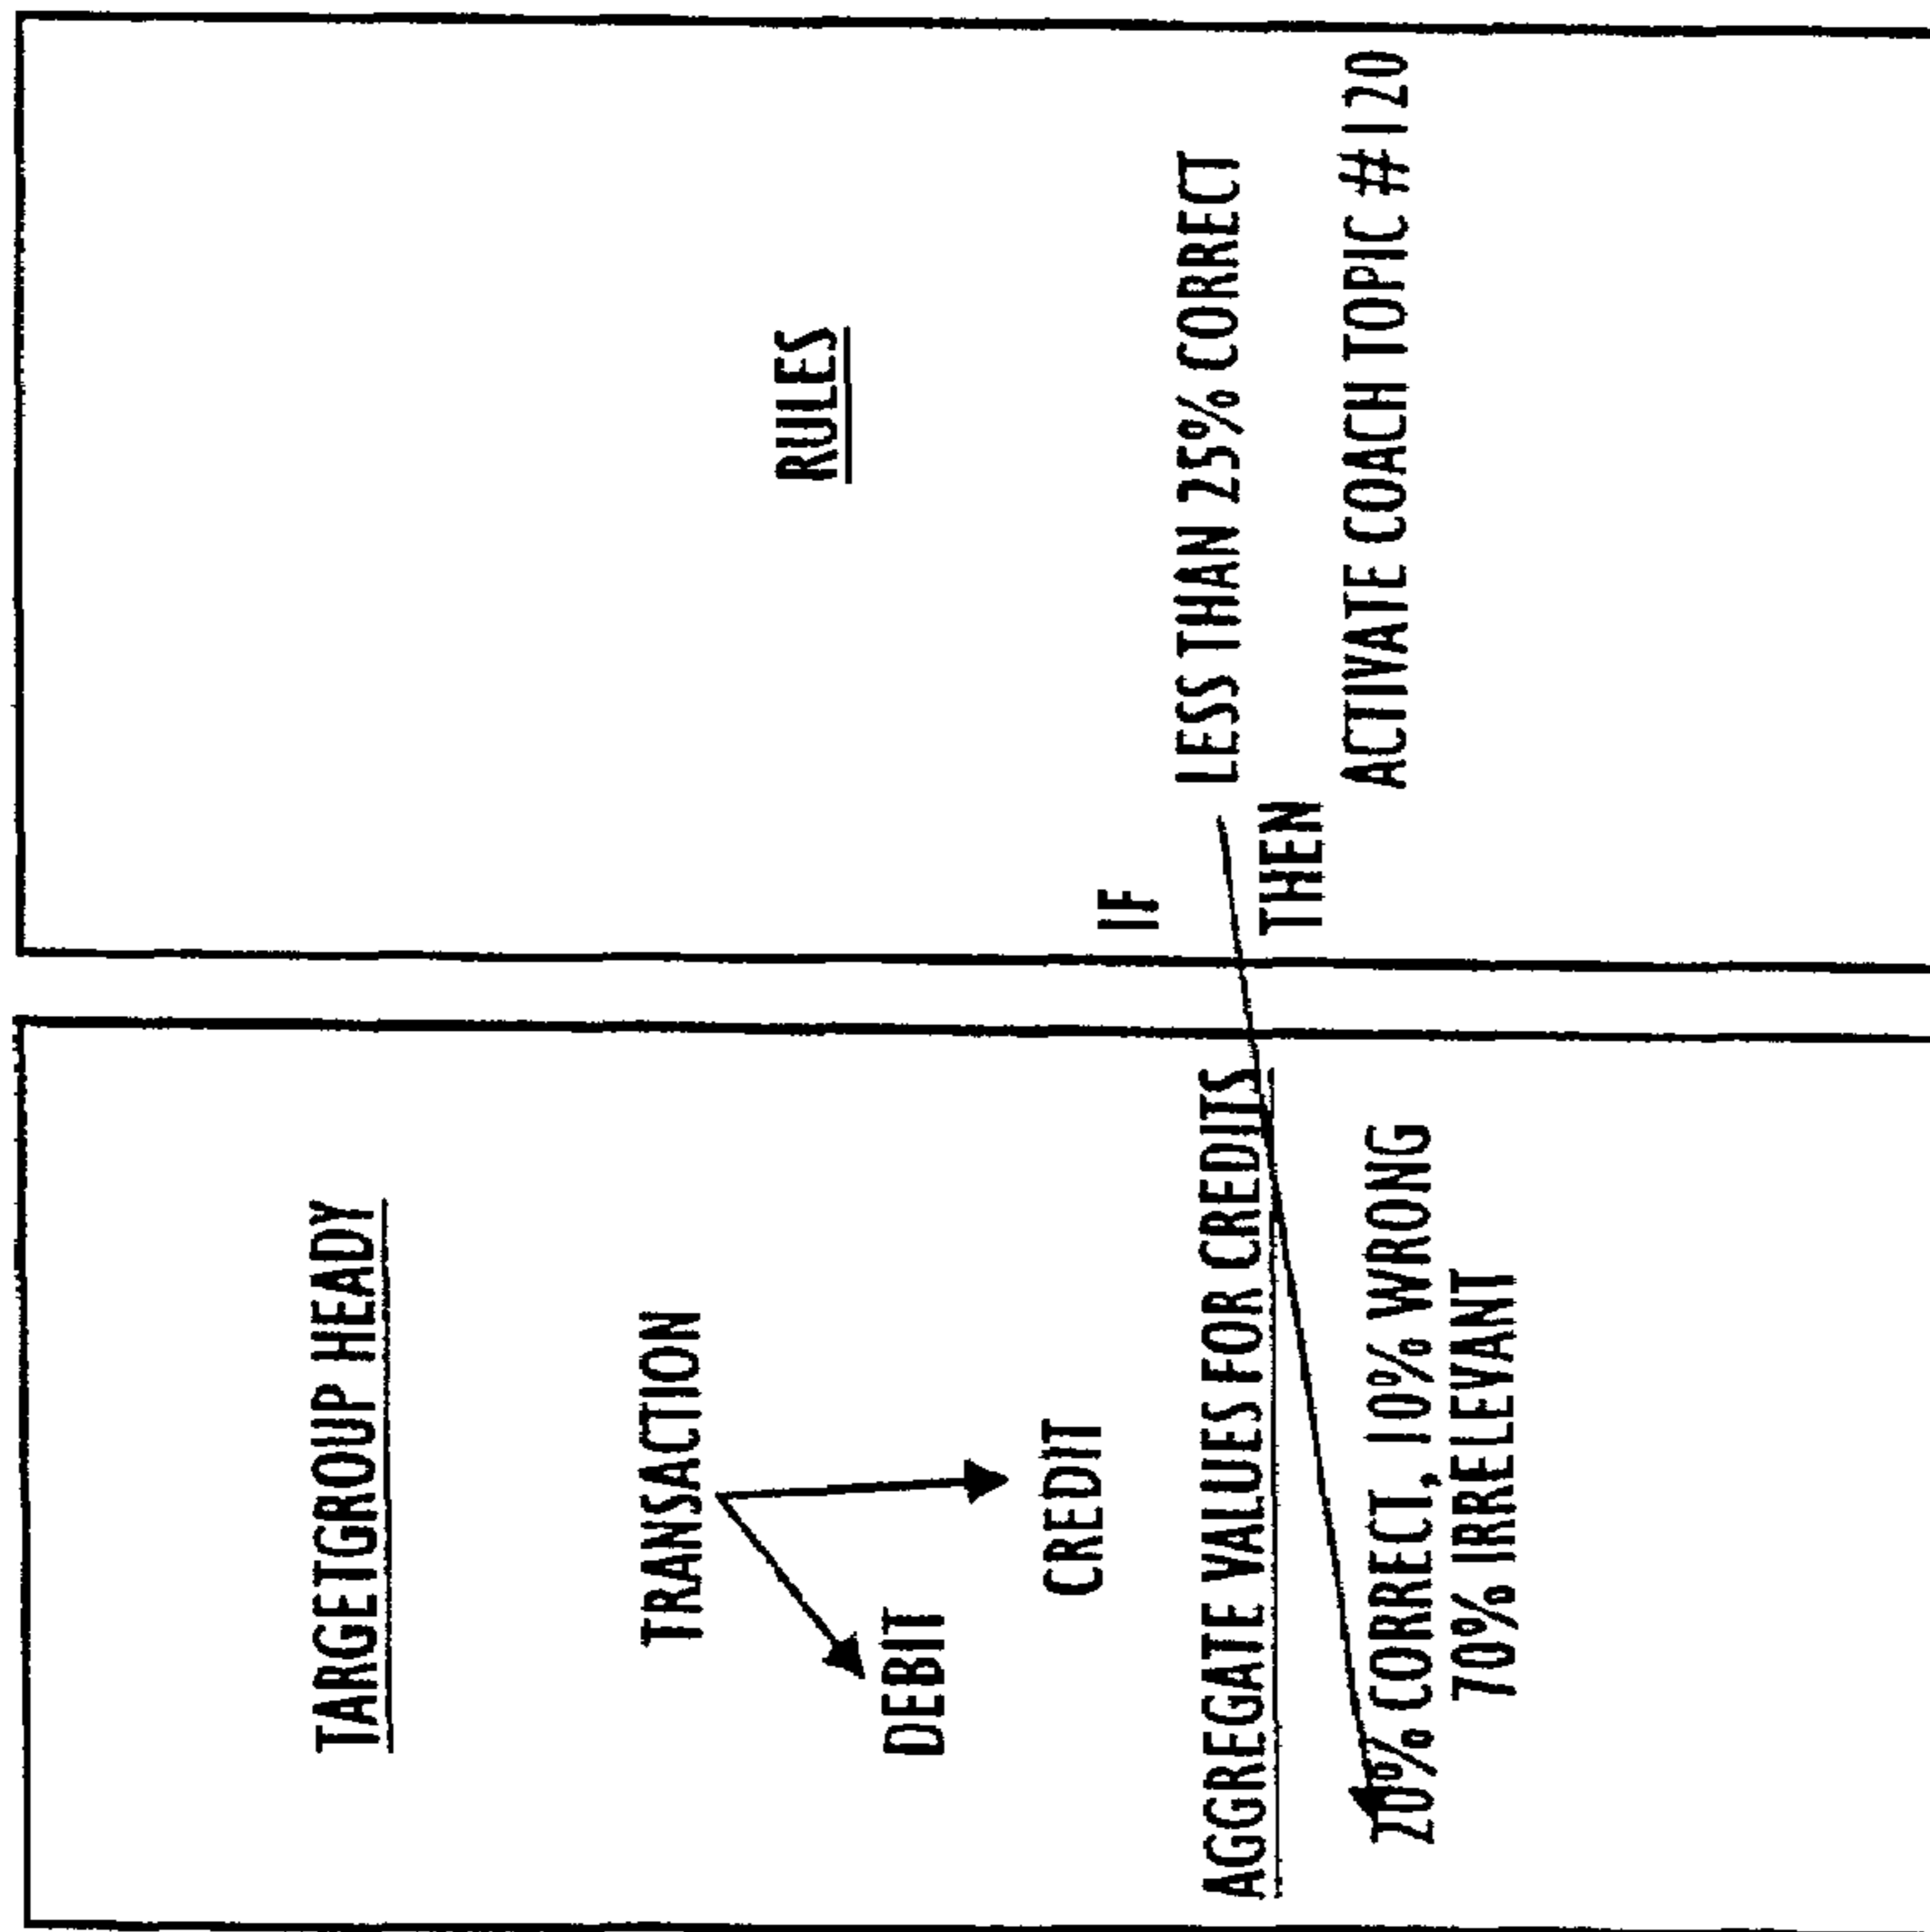 TARGETGROUP HEADY
TRANSACTION
DEBIT
CREDIT
AGGREGATE VALUES FOR CREDITS
20% CORRECT, 10% WRONG
70% IRRELEVANT
RULES
IF
LESS THAN 25% CORRECT
THEN
ACTIVATE COACH TOPIC #120